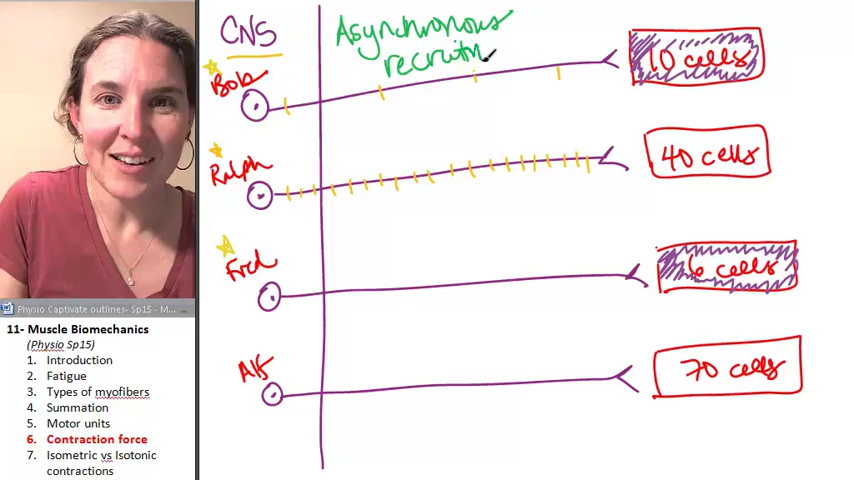 CNS
Asynchronous
recruitm
Bob
10 cells
Ralph
40 cells
Fred
6 cells
Alf
70 cells
Physio Captivate outlines- Sp15 - M...
11- Muscle Biomechanics
(Physio Sp15)
1. Introduction
2. Fatigue
3. Types of myofibers
4. Summation
5. Motor units
6. Contraction force
7. Isometric vs Isotonic
contractions